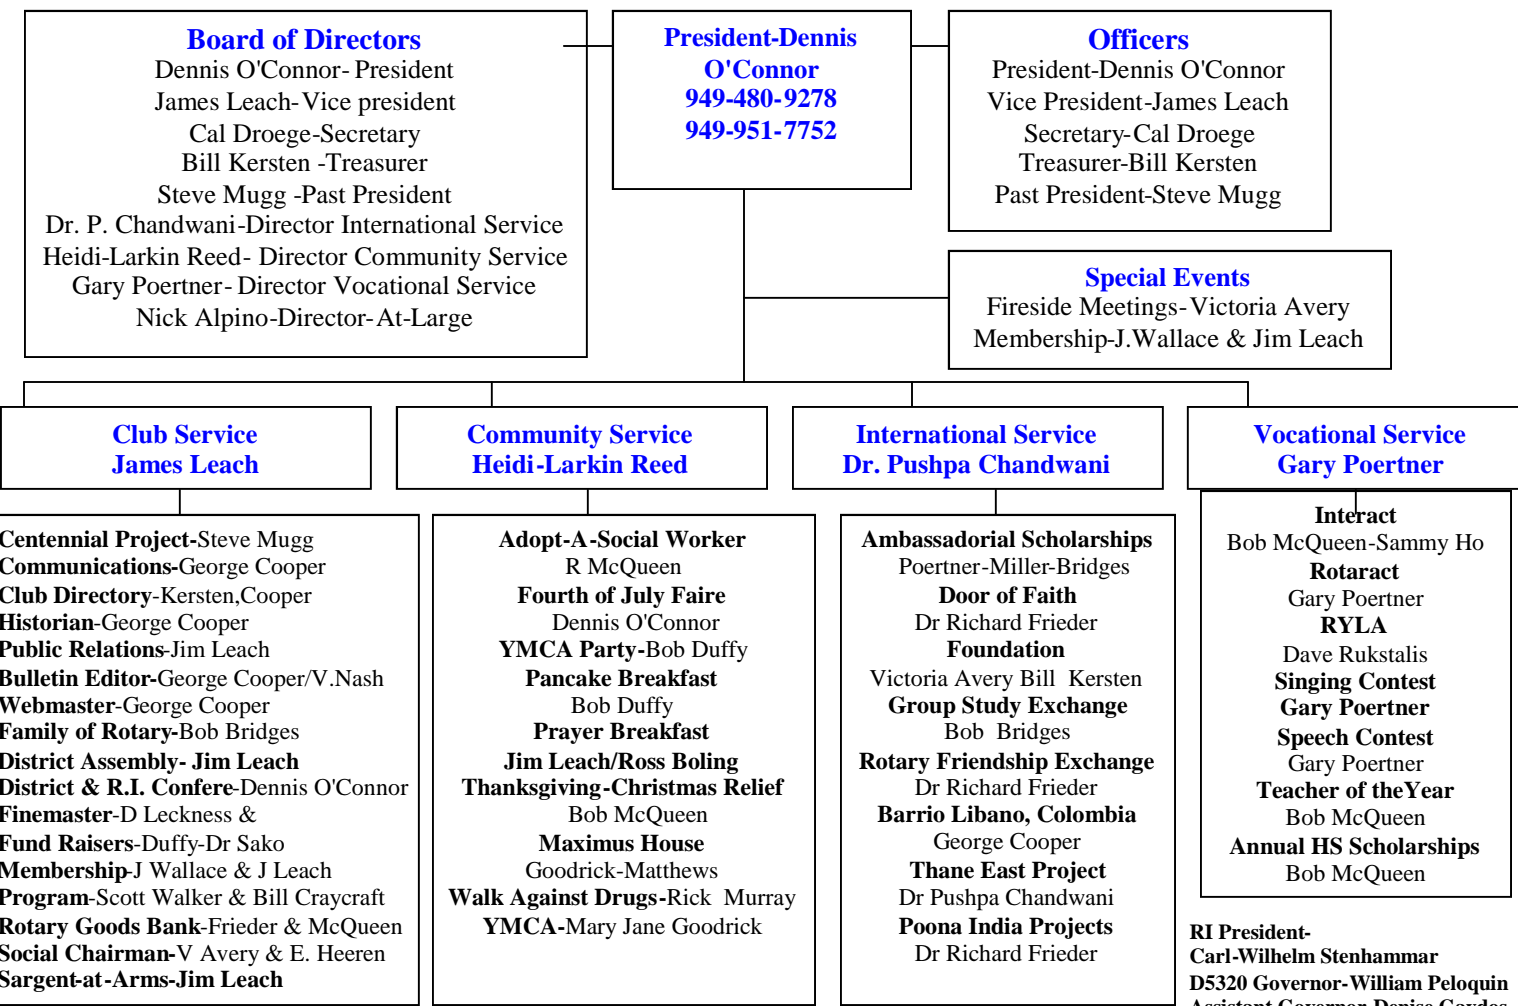 Board of Directors
Dennis O'Connor- President
James Leach-Vice president
Cal Droege-Secretary
Bill Kersten -Treasurer
Steve Mugg -Past President
Dr. P. Chandwani-Director International Service
Heidi-Larkin Reed- Director Community Service
Gary Poertner- Director Vocational Service
Nick Alpino-Director-At-Large
President-Dennis
O'Connor
949-480-9278
949-951-7752
Officers
President-Dennis O'Connor
Vice President-James Leach
Secretary-Cal Droege
Treasurer-Bill Kersten
Past President-Steve Mugg
Special Events
Fireside Meetings-Victoria Avery
Membership-J.Wallace & Jim Leach
Club Service
James Leach
Centennial Project-Steve Mugg
Communications-George Cooper
Club Directory-Kersten,Cooper
Historian-George Cooper
Public Relations-Jim Leach
Bulletin Editor-George Cooper/V.Nash
Webmaster-George Cooper
Family of Rotary-Bob Bridges
District Assembly- Jim Leach
District & R.I. Confere-Dennis O'Connor
Finemaster-D Leckness &
Fund Raisers-Duffy-Dr Sako
Membership-J Wallace & J Leach
Program-Scott Walker & Bill Craycraft
Rotary Goods Bank-Frieder & McQueen
Social Chairman-V Avery & E. Heeren
Sargent-at-Arms-Jim Leach
Community Service
Heidi-Larkin Reed
Adopt-A-Social Worker
R McQueen
Fourth of July Faire
Dennis O'Connor
YMCA Party-Bob Duffy
Pancake Breakfast
Bob Duffy
Prayer Breakfast
Jim Leach/Ross Boling
Thanksgiving-Christmas Relief
Bob McQueen
Maximus House
Goodrick-Matthews
Walk Against Drugs-Rick Murray
YMCA-Mary Jane Goodrick
International Service
Dr. Pushpa Chandwani
Ambassadorial Scholarships
Poertner-Miller-Bridges
Door of Faith
Dr Richard Frieder
Foundation
Victoria Avery Bill Kersten
Group Study Exchange
Bob Bridges
Rotary Friendship Exchange
Dr Richard Frieder
Barrio Libano, Colombia
George Cooper
Thane East Project
Dr Pushpa Chandwani
Poona India Projects
Dr Richard Frieder
Vocational Service
Gary Poertner
Interact
Bob McQueen-Sammy Ho
Rotaract
Gary Poertner
RYLA
Dave Rukstalis
Singing Contest
Gary Poertner
Speech Contest
Gary Poertner
Teacher of theYear
Bob McQueen
Annual HS Scholarships
Bob McQueen
RI President-
Carl-Wilhelm Stenhammar
D5320 Governor-William Peloquin
Assistant Governor-Denise Gaydos